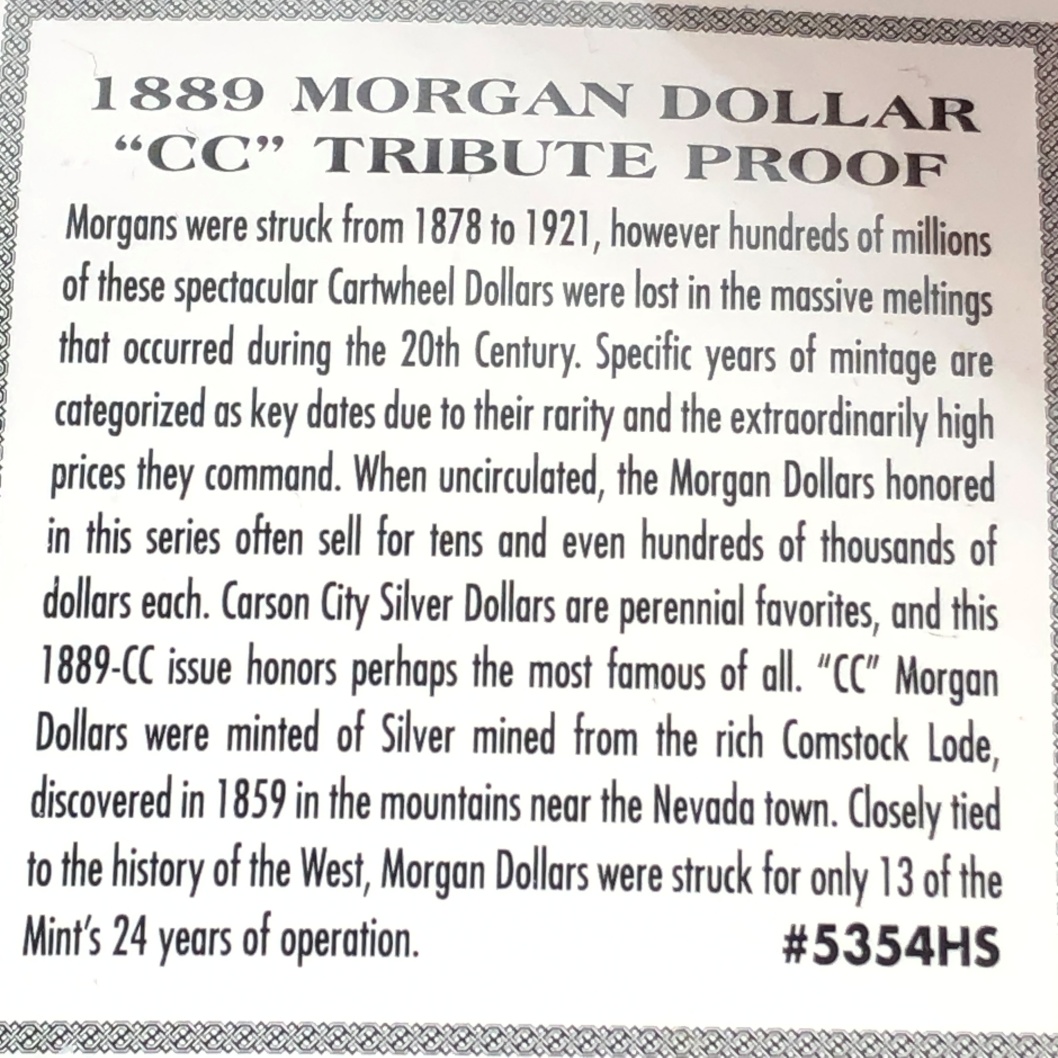 1889 MORGAN DOLLAR
“CC” TRIBUTE PROOF
Morgans were struck from 1878 to 1921, however hundreds of millions
of these spectacular Cartwheel Dollars were lost in the massive meltings
that occurred during the 20th Century. Specific years of mintage are
categorized as key dates due to their rarity and the extraordinarily high
prices they command. When uncirculated, the Morgan Dollars honored
in this series often sell for tens and even hundreds of thousands of
dollars each. Carson City Silver Dollars are perennial favorites, and this
1889-CC issue honors perhaps the most famous of all. “CC” Morgan
Dollars were minted of Silver mined from the rich Comstock Lode,
discovered in 1859 in the mountains near the Nevada town. Closely tied
to the history of the West, Morgan Dollars were struck for only 13 of the
Mint’s 24 years of operation. #5354HS